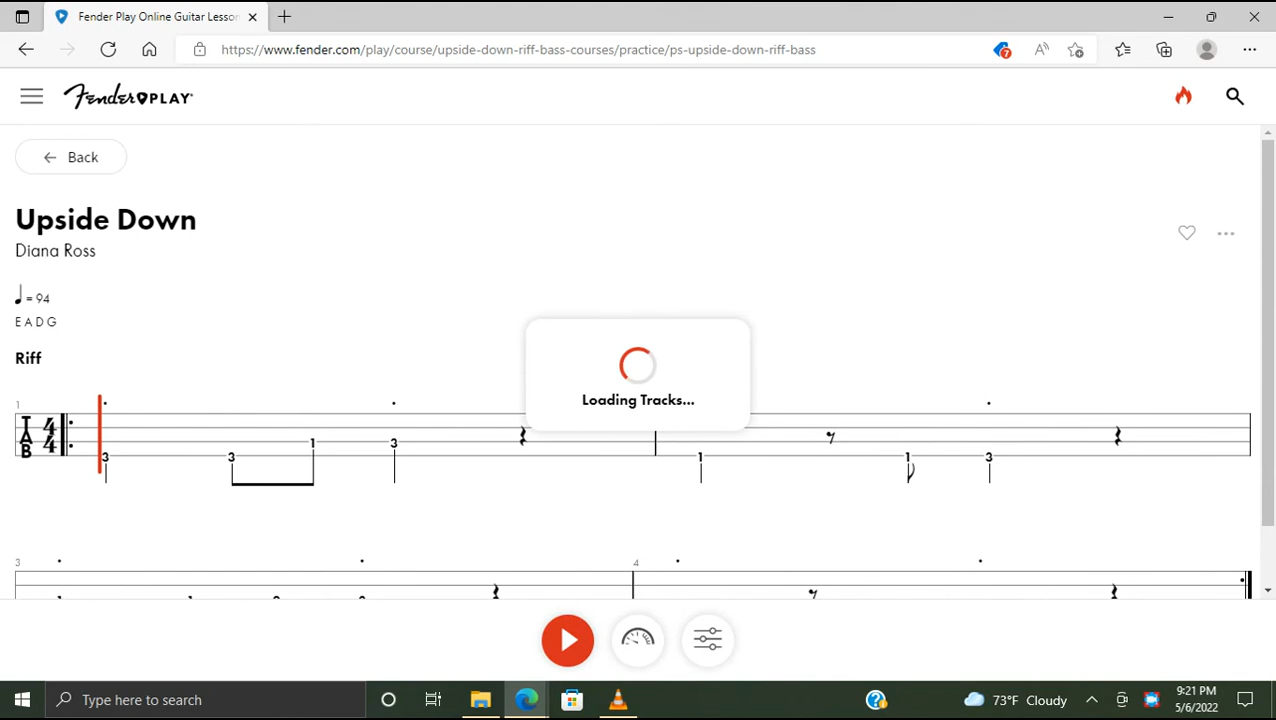 Fender Play Online Guitar Lesson
https://www.fender.com/play/course/upside-down-riff-bass-courses/practice/ps-upside-down-riff-bass
7
Fender PLAY
Back
Upside Down
Diana Ross
= 94
E A D G
Riff
Loading Tracks...
1
T A B 4 4 3 3 1 3 1 1 3
3 4
Type here to search
73°F Cloudy
9:21 PM
5/6/2022